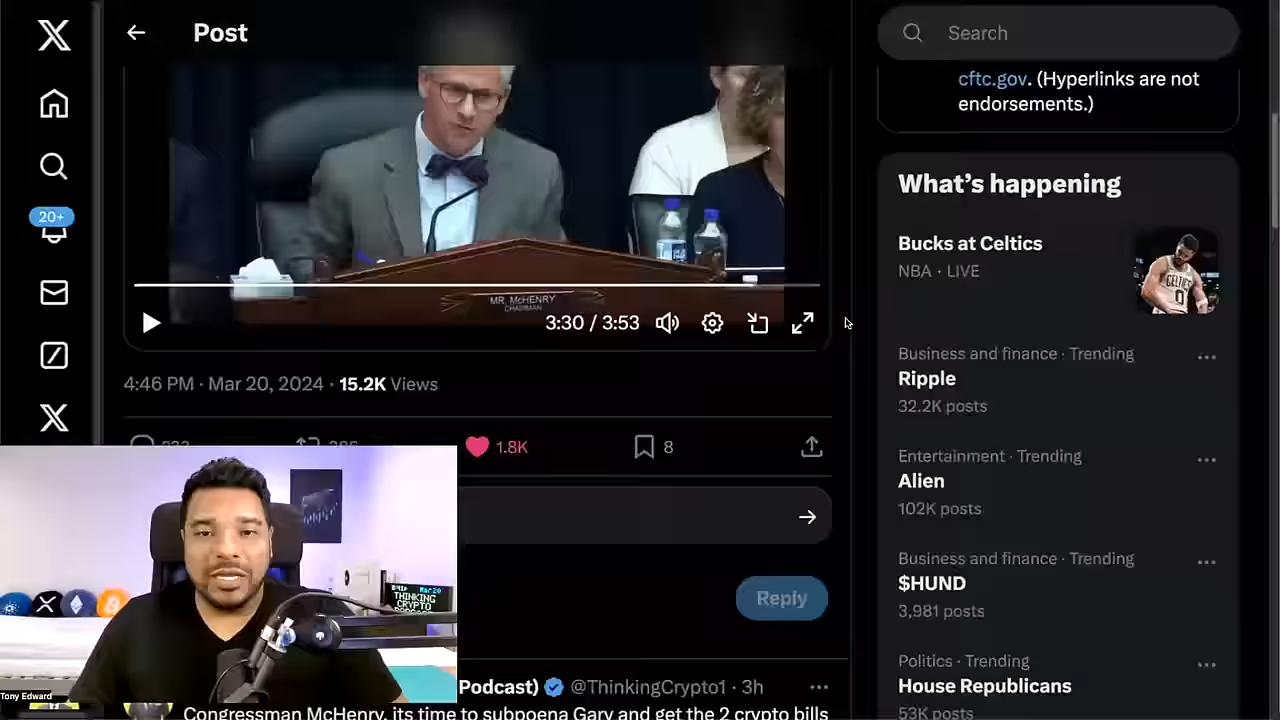 Post
Search
cftc.gov. (Hyperlinks are not
endorsements.)
20+
MR. McHENRY
CHAIRMAN
3:30 / 3:53
4:46 PM · Mar 20, 2024 · 15.2K Views
1.8K
8
Reply
What's happening
Bucks at Celtics
NBA · LIVE
CELTICS
0
Business and finance · Trending
Ripple
32.2K posts
Entertainment · Trending
Alien
102K posts
Business and finance · Trending
$HUND
3,981 posts
Politics · Trending
House Republicans
53K posts
THINKING
CRYPTO
Tony Edward
Podcast) @ThinkingCrypto1 · 3h
Congressman McHenry, its time to subpoena Gary and get the 2 crypto bills